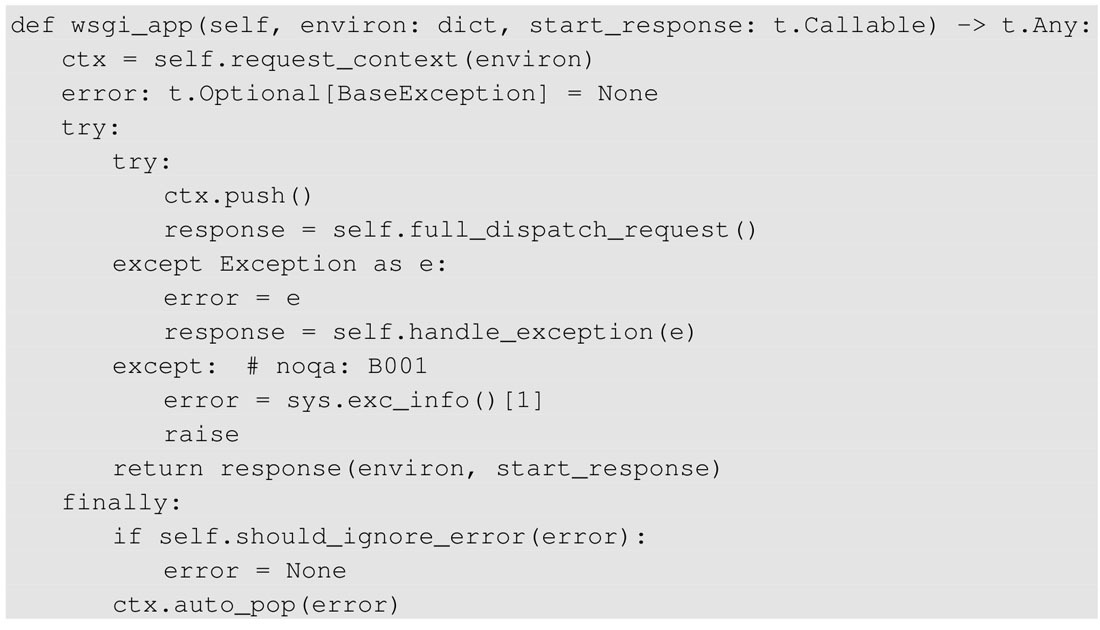 def wsgi_app(self, environ: dict, start_response: t.Callable) -> t.Any:
    ctx = self.request_context(environ)
    error: t.Optional[BaseException] = None
    try:
        try:
            ctx.push()
            response = self.full_dispatch_request()
        except Exception as e:
            error = e
            response = self.handle_exception(e)
        except:  # noqa: B001
            error = sys.exc_info()[1]
            raise
        return response(environ, start_response)
    finally:
        if self.should_ignore_error(error):
            error = None
        ctx.auto_pop(error)